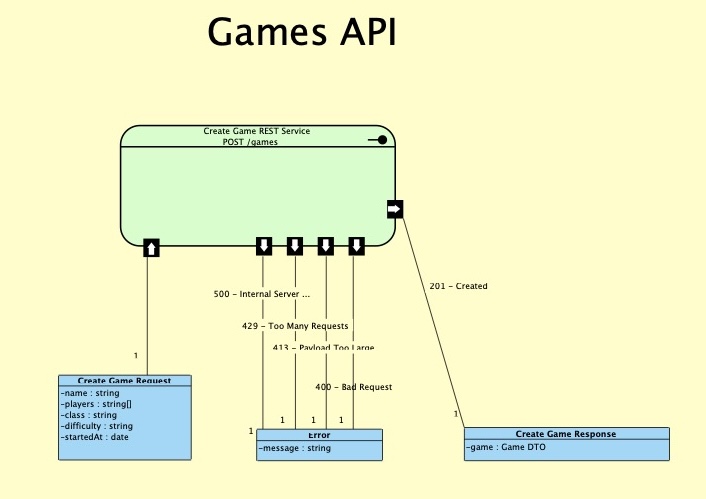 Games API
Create Game REST Service
POST /games
500 - Internal Server ...
201 - Created
429 - Too Many Requests
413 - Payload Too Large
400 - Bad Request
1
1
1
1
1
1
Create Game Request
-name : string
-players : string[]
-class : string
-difficulty : string
-startedAt : date
Error
-message : string
Create Game Response
-game : Game DTO